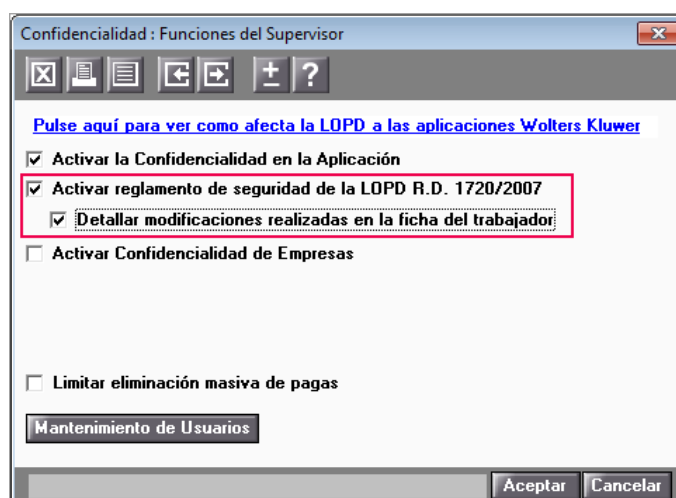 Confidencialidad : Funciones del Supervisor
Pulse aquí para ver como afecta la LOPD a las aplicaciones Wolters Kluwer
Activar la Confidencialidad en la Aplicación
Activar reglamento de seguridad de la LOPD R.D. 1720/2007
Detallar modificaciones realizadas en la ficha del trabajador
Activar Confidencialidad de Empresas
Limitar eliminación masiva de pagas
Mantenimiento de Usuarios
Aceptar Cancelar